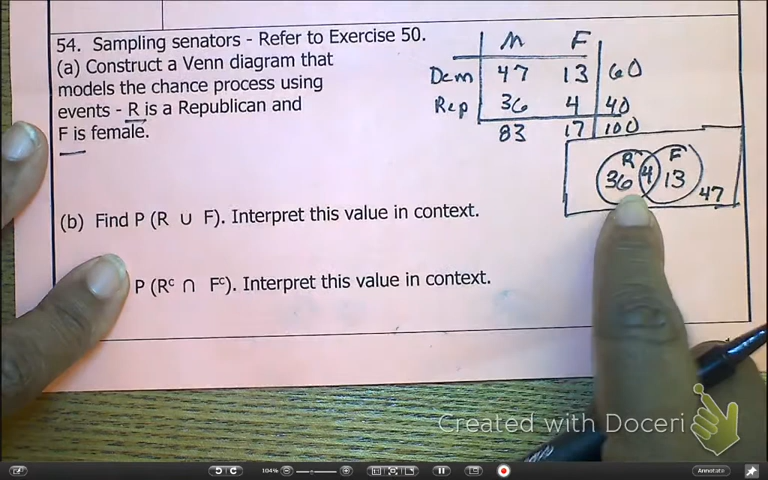 54. Sampling senators - Refer to Exercise 50.
(a) Construct a Venn diagram that
models the chance process using
events - R is a Republican and
F is female.
M F
Dem 47 13 60
Rep 36 4 40
83 17 100
R F
36 4 13
47
(b) Find P (R ∪ F). Interpret this value in context.
P (Rᶜ ∩ Fᶜ). Interpret this value in context.
Created with Doceri
104%
Annotate